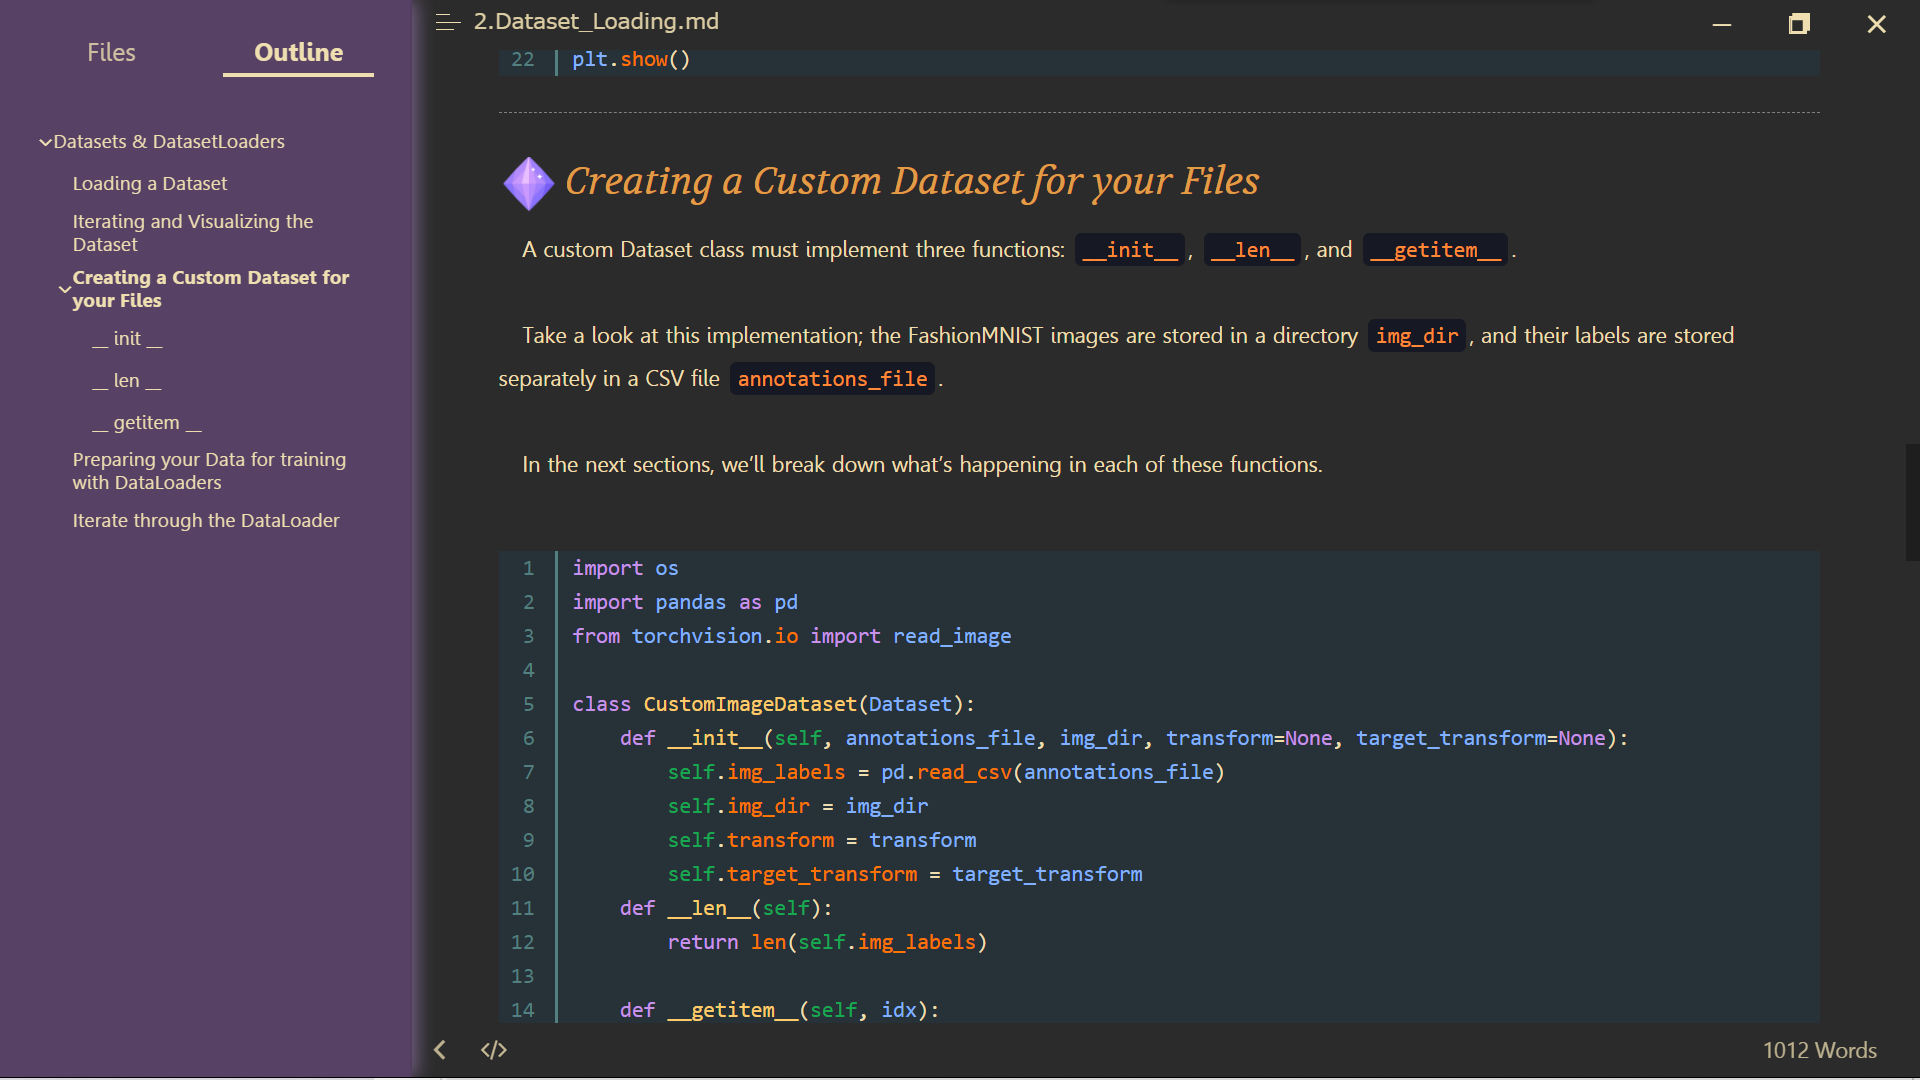 Files
Outline
Datasets & DatasetLoaders
Loading a Dataset
Iterating and Visualizing the
Dataset
Creating a Custom Dataset for
your Files
__ init __
__ len __
__ getitem __
Preparing your Data for training
with DataLoaders
Iterate through the DataLoader
2.Dataset_Loading.md
22 plt.show()
Creating a Custom Dataset for your Files
A custom Dataset class must implement three functions: __init__ , __len__ , and __getitem__ .
Take a look at this implementation; the FashionMNIST images are stored in a directory img_dir , and their labels are stored
separately in a CSV file annotations_file .
In the next sections, we’ll break down what’s happening in each of these functions.
1 import os
2 import pandas as pd
3 from torchvision.io import read_image
4
5 class CustomImageDataset(Dataset):
6     def __init__(self, annotations_file, img_dir, transform=None, target_transform=None):
7         self.img_labels = pd.read_csv(annotations_file)
8         self.img_dir = img_dir
9         self.transform = transform
10         self.target_transform = target_transform
11     def __len__(self):
12         return len(self.img_labels)
13
14     def __getitem__(self, idx):
</> 1012 Words